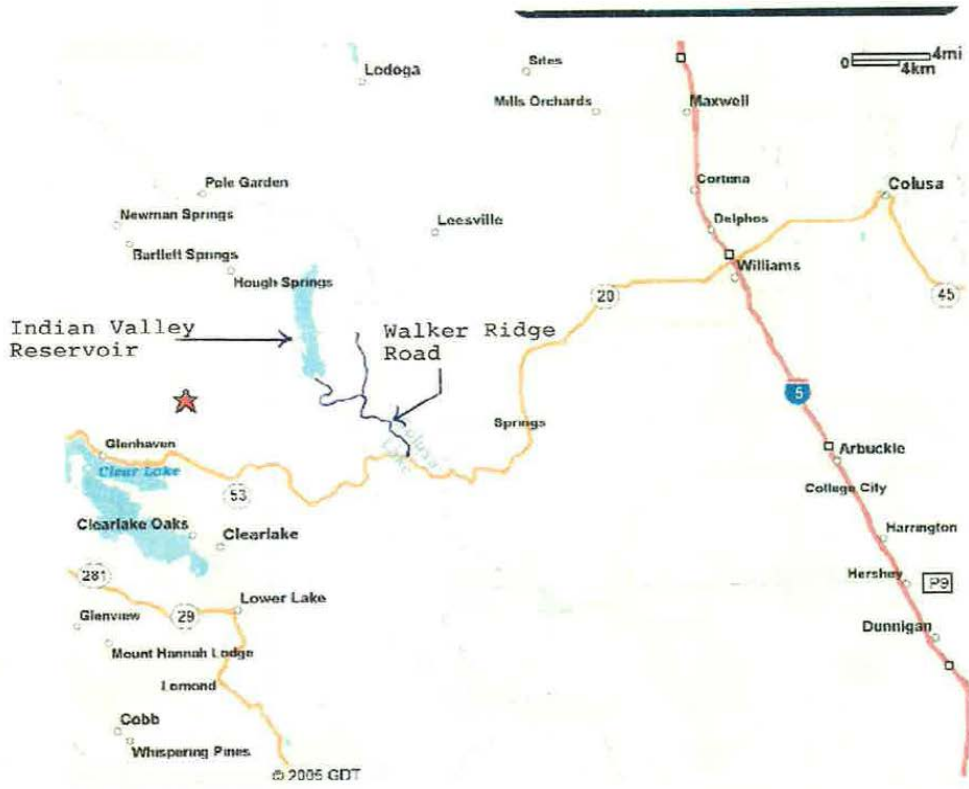 4mi
0
4km
Lodoga
Sites
Mills Orchards
Maxwell
Pole Garden
Cortena
Colusa
Newman Springs
Leesville
Delphos
Bartlett Springs
Hough Springs
Williams
20
45
Indian Valley
Reservoir
Walker Ridge
Road
5
Springs
Colusa
Lake
Glenhaven
Clear Lake
Arbuckle
53
College City
Clearlake Oaks
Clearlake
Harrington
281
Hershey
P9
Lower Lake
29
Glenview
Dunnigan
Mount Hannah Lodge
Lomond
Cobb
Whispering Pines
© 2005 GDT